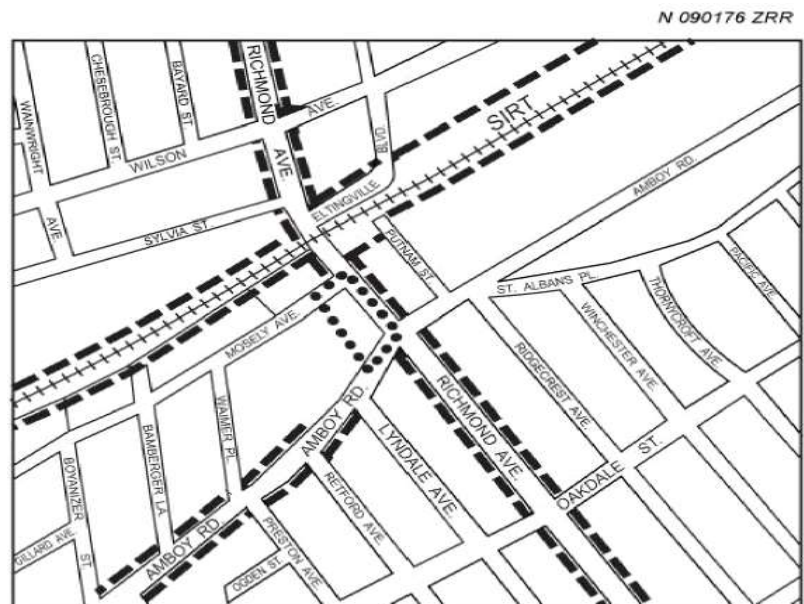 N 090176 ZRR
WAINWRIGHT
AVE.
CHESEBROUGH ST.
BAYARD ST.
RICHMOND
AVE.
WILSON
AVE.
BLVD
ELTINGVILLE
SIRT
AMBOY RD.
SYLVIA ST.
PUTNAM ST.
ST. ALBANS PL.
PACIFIC AVE.
THORNYCROFT AVE.
WINCHESTER AVE.
RIDGECREST AVE.
MOSELY AVE.
WAIMER PL.
AMBOY RD.
RICHMOND AVE.
LYNDALE AVE.
OAKDALE ST.
BAMBERGER LA.
BOYANIZER
ST.
RETFORD AVE.
GILLARD AVE.
AMBOY RD.
PRESTON AVE.
OGDEN ST.